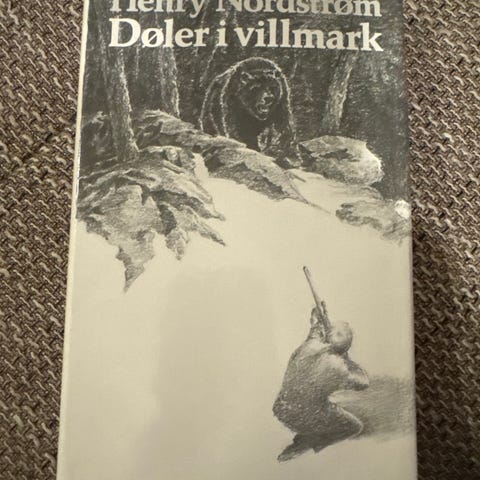 Henry Nordstrøm
Døler i villmark